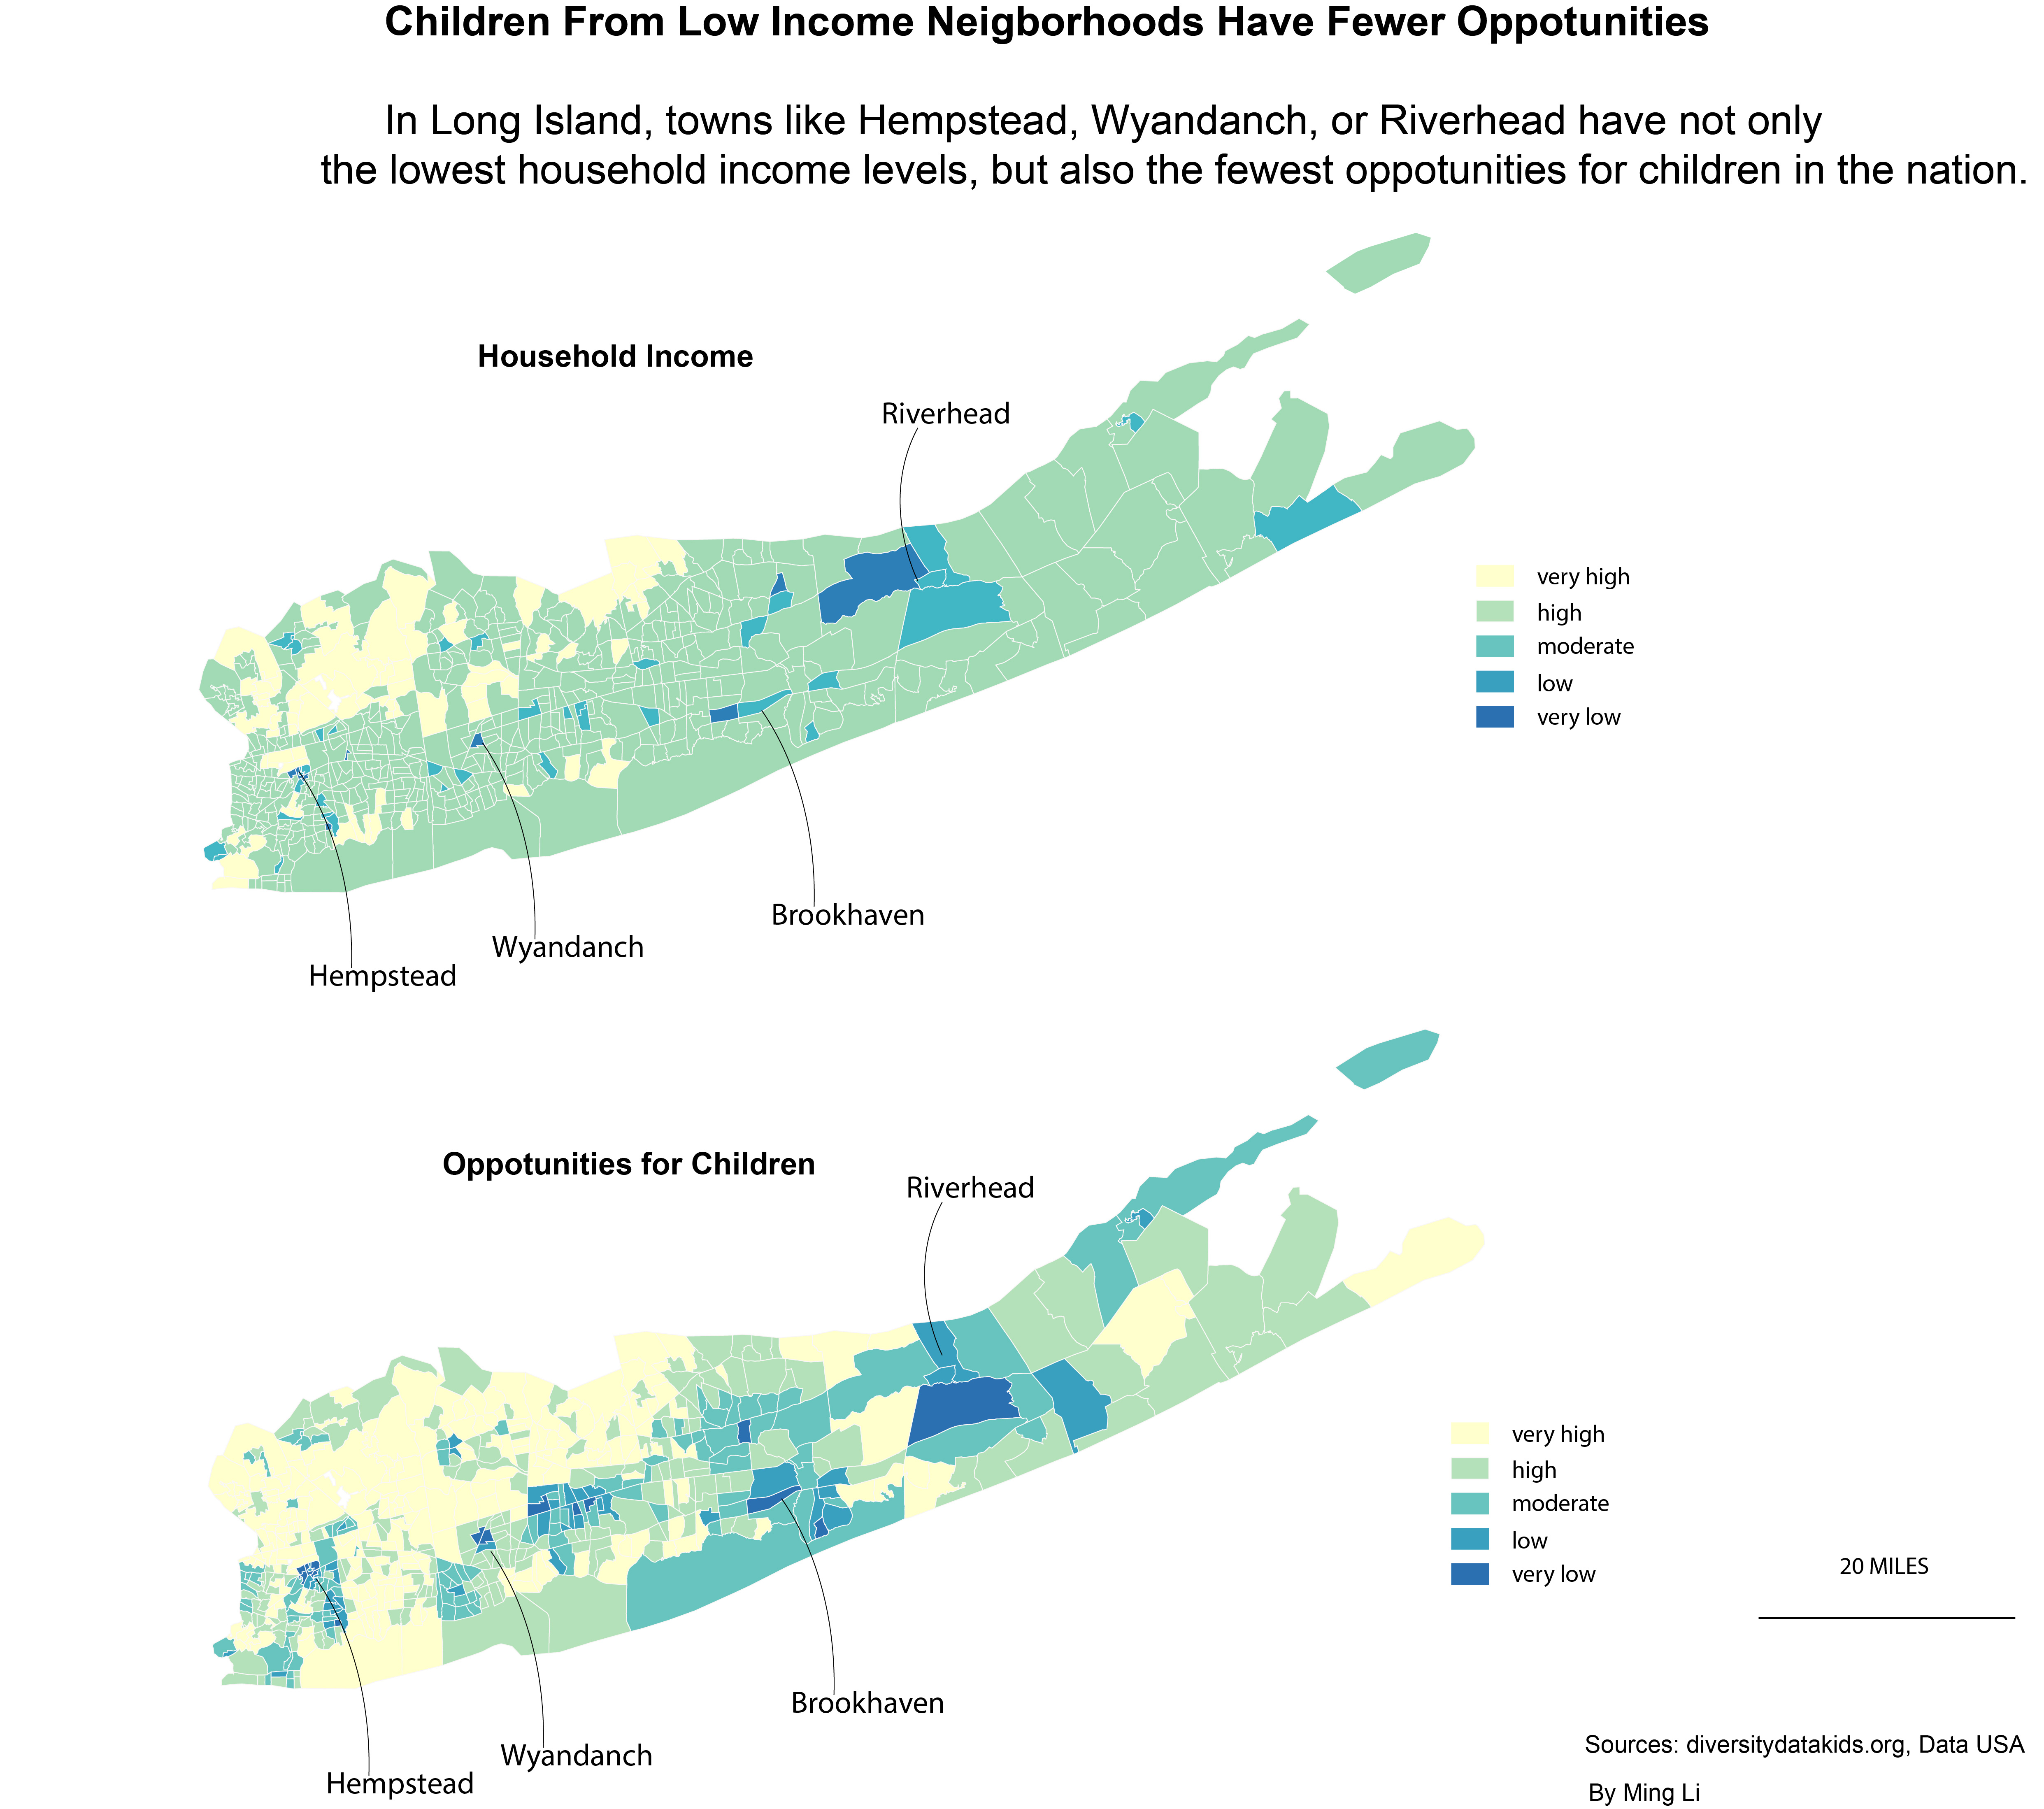 Children From Low Income Neigborhoods Have Fewer Oppotunities
In Long Island, towns like Hempstead, Wyandanch, or Riverhead have not only
the lowest household income levels, but also the fewest oppotunities for children in the nation.
Household Income
Riverhead
very high
high
moderate
low
very low
Brookhaven
Wyandanch
Hempstead
Oppotunities for Children
Riverhead
very high
high
moderate
low
very low
20 MILES
Brookhaven
Wyandanch
Hempstead
Sources: diversitydatakids.org, Data USA
By Ming Li